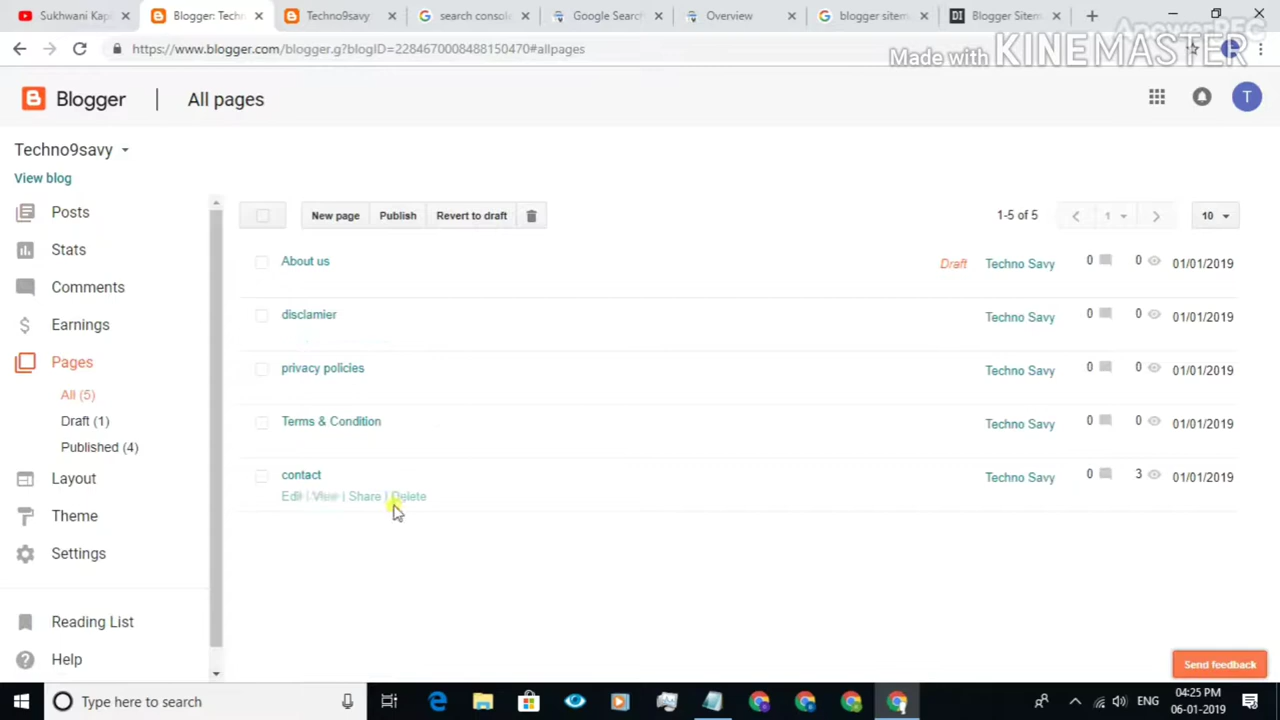 Sukhwani Kapil
Blogger: Techn
Techno9savy
search consol
Google Searc
Overview
blogger sitem
Blogger Sitem
https://www.blogger.com/blogger.g?blogID=2284670008488150470#allpages
Made with KINEMASTER
Blogger All pages
T
Techno9savy
View blog
Posts
Stats
Comments
Earnings
Pages
All (5)
Draft (1)
Published (4)
Layout
Theme
Settings
Reading List
Help
New page Publish Revert to draft
1-5 of 5 1 10
About us Draft Techno Savy 0 0 01/01/2019
disclamier Techno Savy 0 0 01/01/2019
privacy policies Techno Savy 0 0 01/01/2019
Terms & Condition Techno Savy 0 0 01/01/2019
contact Techno Savy 0 3 01/01/2019
Edit | View | Share | Delete
Send feedback
Type here to search
ENG
04:25 PM
06-01-2019